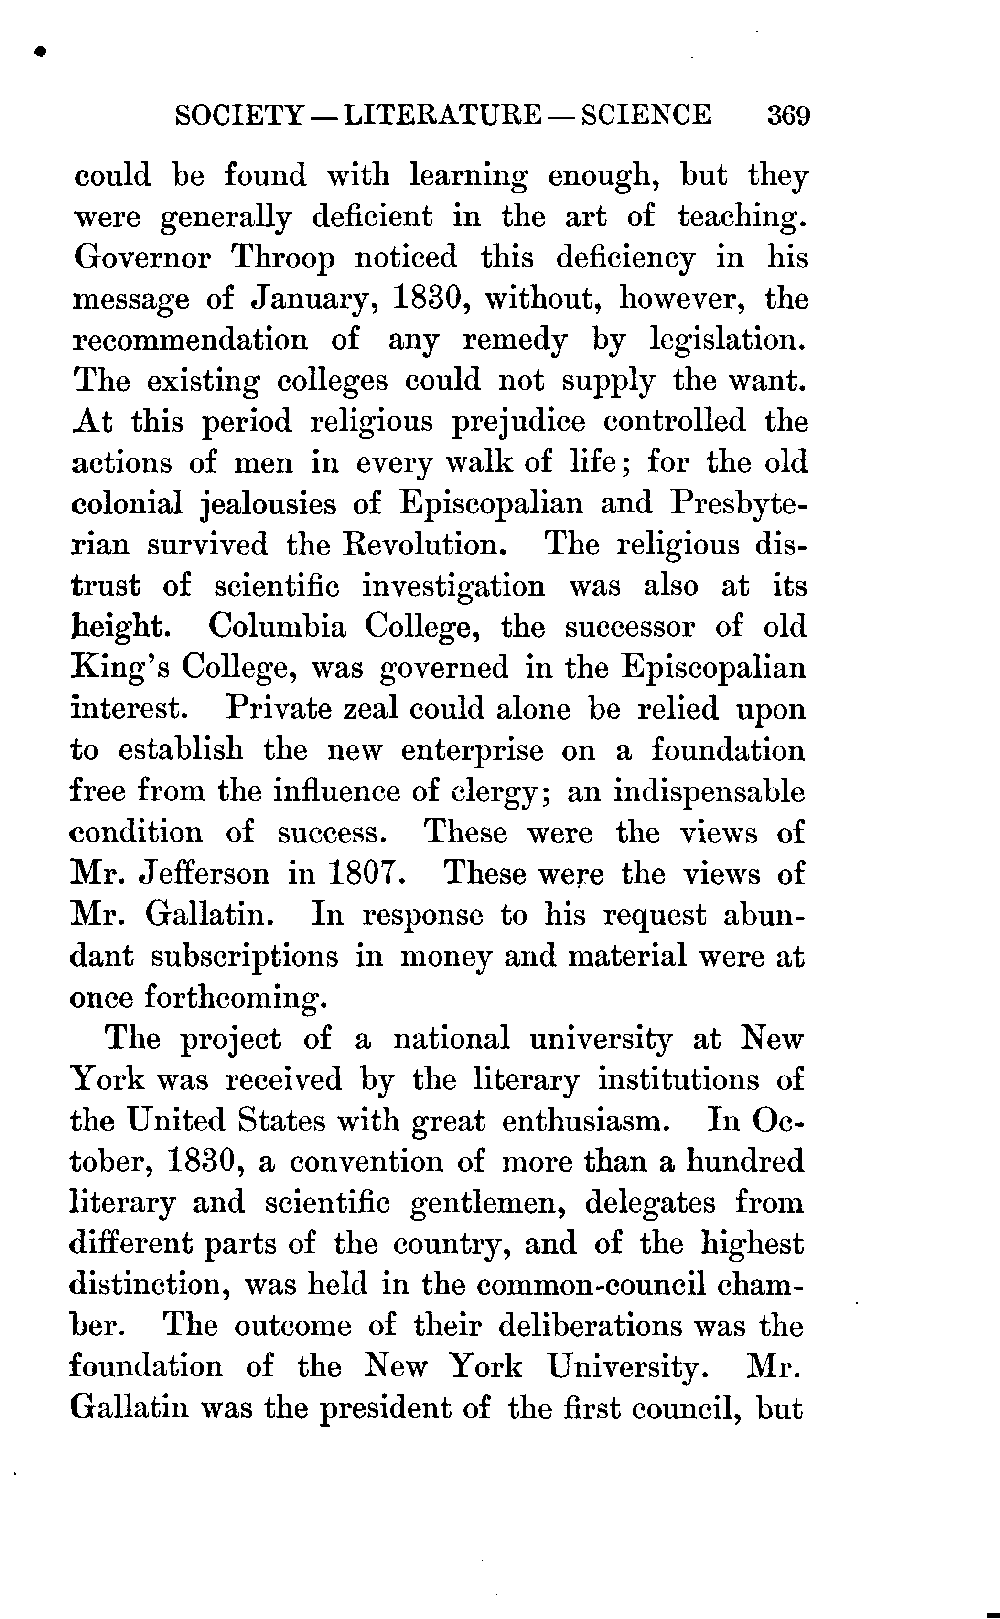 SOCIETY — LITERATURE — SCIENCE 369
could be found with learning enough, but they
were generally deficient in the art of teaching.
Governor Throop noticed this deficiency in his
message of January, 1830, without, however, the
recommendation of any remedy by legislation.
The existing colleges could not supply the want.
At this period religious prejudice controlled the
actions of men in every walk of life; for the old
colonial jealousies of Episcopalian and Presbyte-
rian survived the Revolution. The religious dis-
trust of scientific investigation was also at its
height. Columbia College, the successor of old
King's College, was governed in the Episcopalian
interest. Private zeal could alone be relied upon
to establish the new enterprise on a foundation
free from the influence of clergy; an indispensable
condition of success. These were the views of
Mr. Jefferson in 1807. These were the views of
Mr. Gallatin. In response to his request abun-
dant subscriptions in money and material were at
once forthcoming.
The project of a national university at New
York was received by the literary institutions of
the United States with great enthusiasm. In Oc-
tober, 1830, a convention of more than a hundred
literary and scientific gentlemen, delegates from
different parts of the country, and of the highest
distinction, was held in the common-council cham-
ber. The outcome of their deliberations was the
foundation of the New York University. Mr.
Gallatin was the president of the first council, but